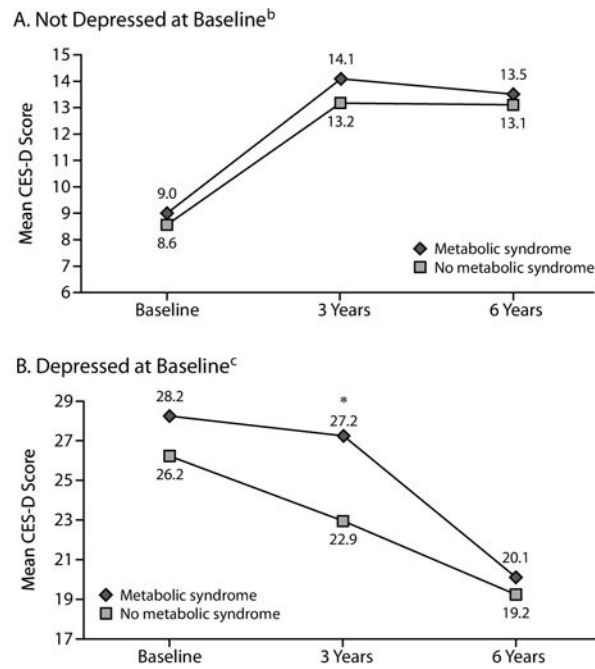 A. Not Depressed at Baselineᵇ
15
14
13
12
11
10
9
8
7
6
Mean CES-D Score
14.1
13.5
13.2
13.1
9.0
8.6
Metabolic syndrome
No metabolic syndrome
Baseline
3 Years
6 Years
B. Depressed at Baselineᶜ
29
27
25
23
21
19
17
Mean CES-D Score
28.2
*
27.2
26.2
22.9
20.1
19.2
Metabolic syndrome
No metabolic syndrome
Baseline
3 Years
6 Years